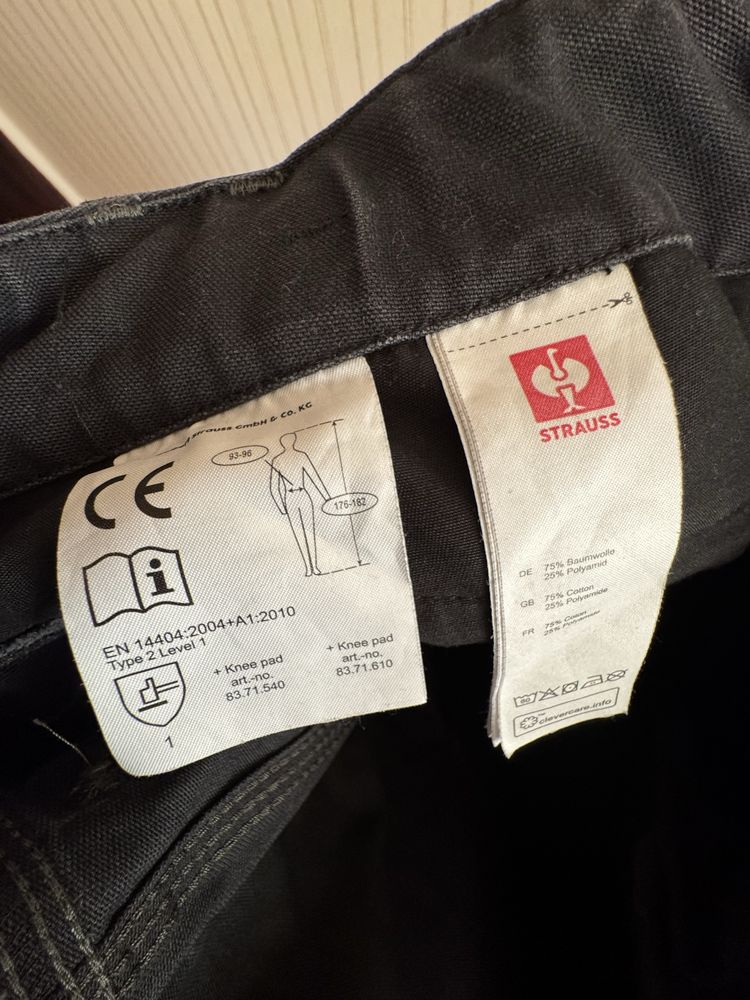 Strauss GmbH & Co. KG
CE
93-96
176-182
i
EN 14404:2004+A1:2010
Type 2 Level 1
+ Knee pad
art.-no.
83.71.540
+ Knee pad
art.-no.
83.71.610
1
STRAUSS
DE 75% Baumwolle
25% Polyamid
GB 75% Cotton
25% Polyamide
FR 75% Coton
25% Polyamide
60
clevercare.info